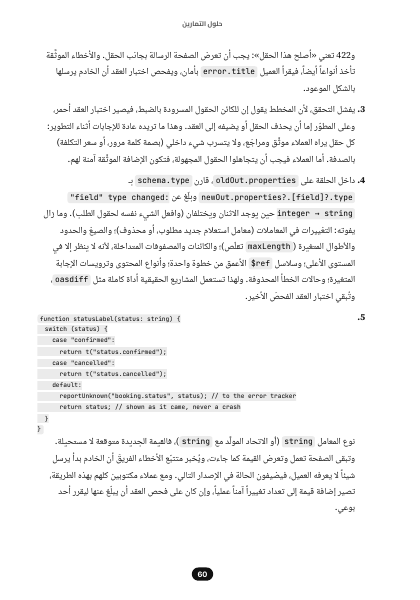 حلول التمارين
و422 تعني «أصلِح هذا الحقل»: يجب أن تعرض الصفحة الرسالة بجانب الحقل. والأخطاء الموثّقة
تأخذ أنواعاً أيضاً، فيقرأ العميل error.title بأمان، ويفحص اختبار العقد أن الخادم يرسلها
بالشكل الموعود.
3. يفشل التحقق، لأن المخطط يقول إن للكائن الحقول المسرودة بالضبط، فيصير اختبار العقد أحمر،
وعلى المطوّر إما أن يحذف الحقل أو يضيفه إلى العقد. وهذا ما تريده عادة للإجابات أثناء التطوير:
كل حقل يراه العملاء موثَّق ومراجَع، ولا يتسرب شيء داخلي (بصمة كلمة مرور، أو سعر التكلفة)
بالصدفة. أما العملاء فيجب أن يتجاهلوا الحقول المجهولة، فتكون الإضافة الموثّقة آمنة لهم.
4. داخل الحلقة على oldOut.properties، قارن schema.type بـ
newOut.properties?.[field]?.type وبلّغ عن "field" type changed:
integer → string حين يوجد الاثنان ويختلفان (وافعل الشيء نفسه لحقول الطلب). وما زال
يفوته: التغييرات في المعاملات (معامل استعلام جديد مطلوب، أو محذوف)؛ والصيغ والحدود
والأطوال المتغيرة (maxLength تقلّص)؛ والكائنات والمصفوفات المتداخلة، لأنه لا ينظر إلا في
المستوى الأعلى؛ وسلاسل $ref الأعمق من خطوة واحدة؛ وأنواع المحتوى وترويسات الإجابة
المتغيرة؛ وحالات الخطأ المحذوفة. ولهذا تستعمل المشاريع الحقيقية أداة كاملة مثل oasdiff،
وتُبقي اختبار العقد الفحصَ الأخير.
5.
function statusLabel(status: string) {
switch (status) {
case "confirmed":
return t("status.confirmed");
case "cancelled":
return t("status.cancelled");
default:
reportUnknown("booking.status", status); // to the error tracker
return status; // shown as it came, never a crash
}
}
نوع المعامل string (أو الاتحاد المولَّد مع string)، فالقيمة الجديدة متوقعة لا مستحيلة.
وتبقى الصفحة تعمل وتعرض القيمة كما جاءت، ويُخبر متتبّع الأخطاء الفريقَ أن الخادم بدأ يرسل
شيئاً لا يعرفه العميل، فيضيفون الحالة في الإصدار التالي. ومع عملاء مكتوبين كلهم بهذه الطريقة،
تصير إضافة قيمة إلى تعداد تغييراً آمناً عملياً، وإن كان على فحص العقد أن يبلّغ عنها ليقرر أحد
بوعي.
60